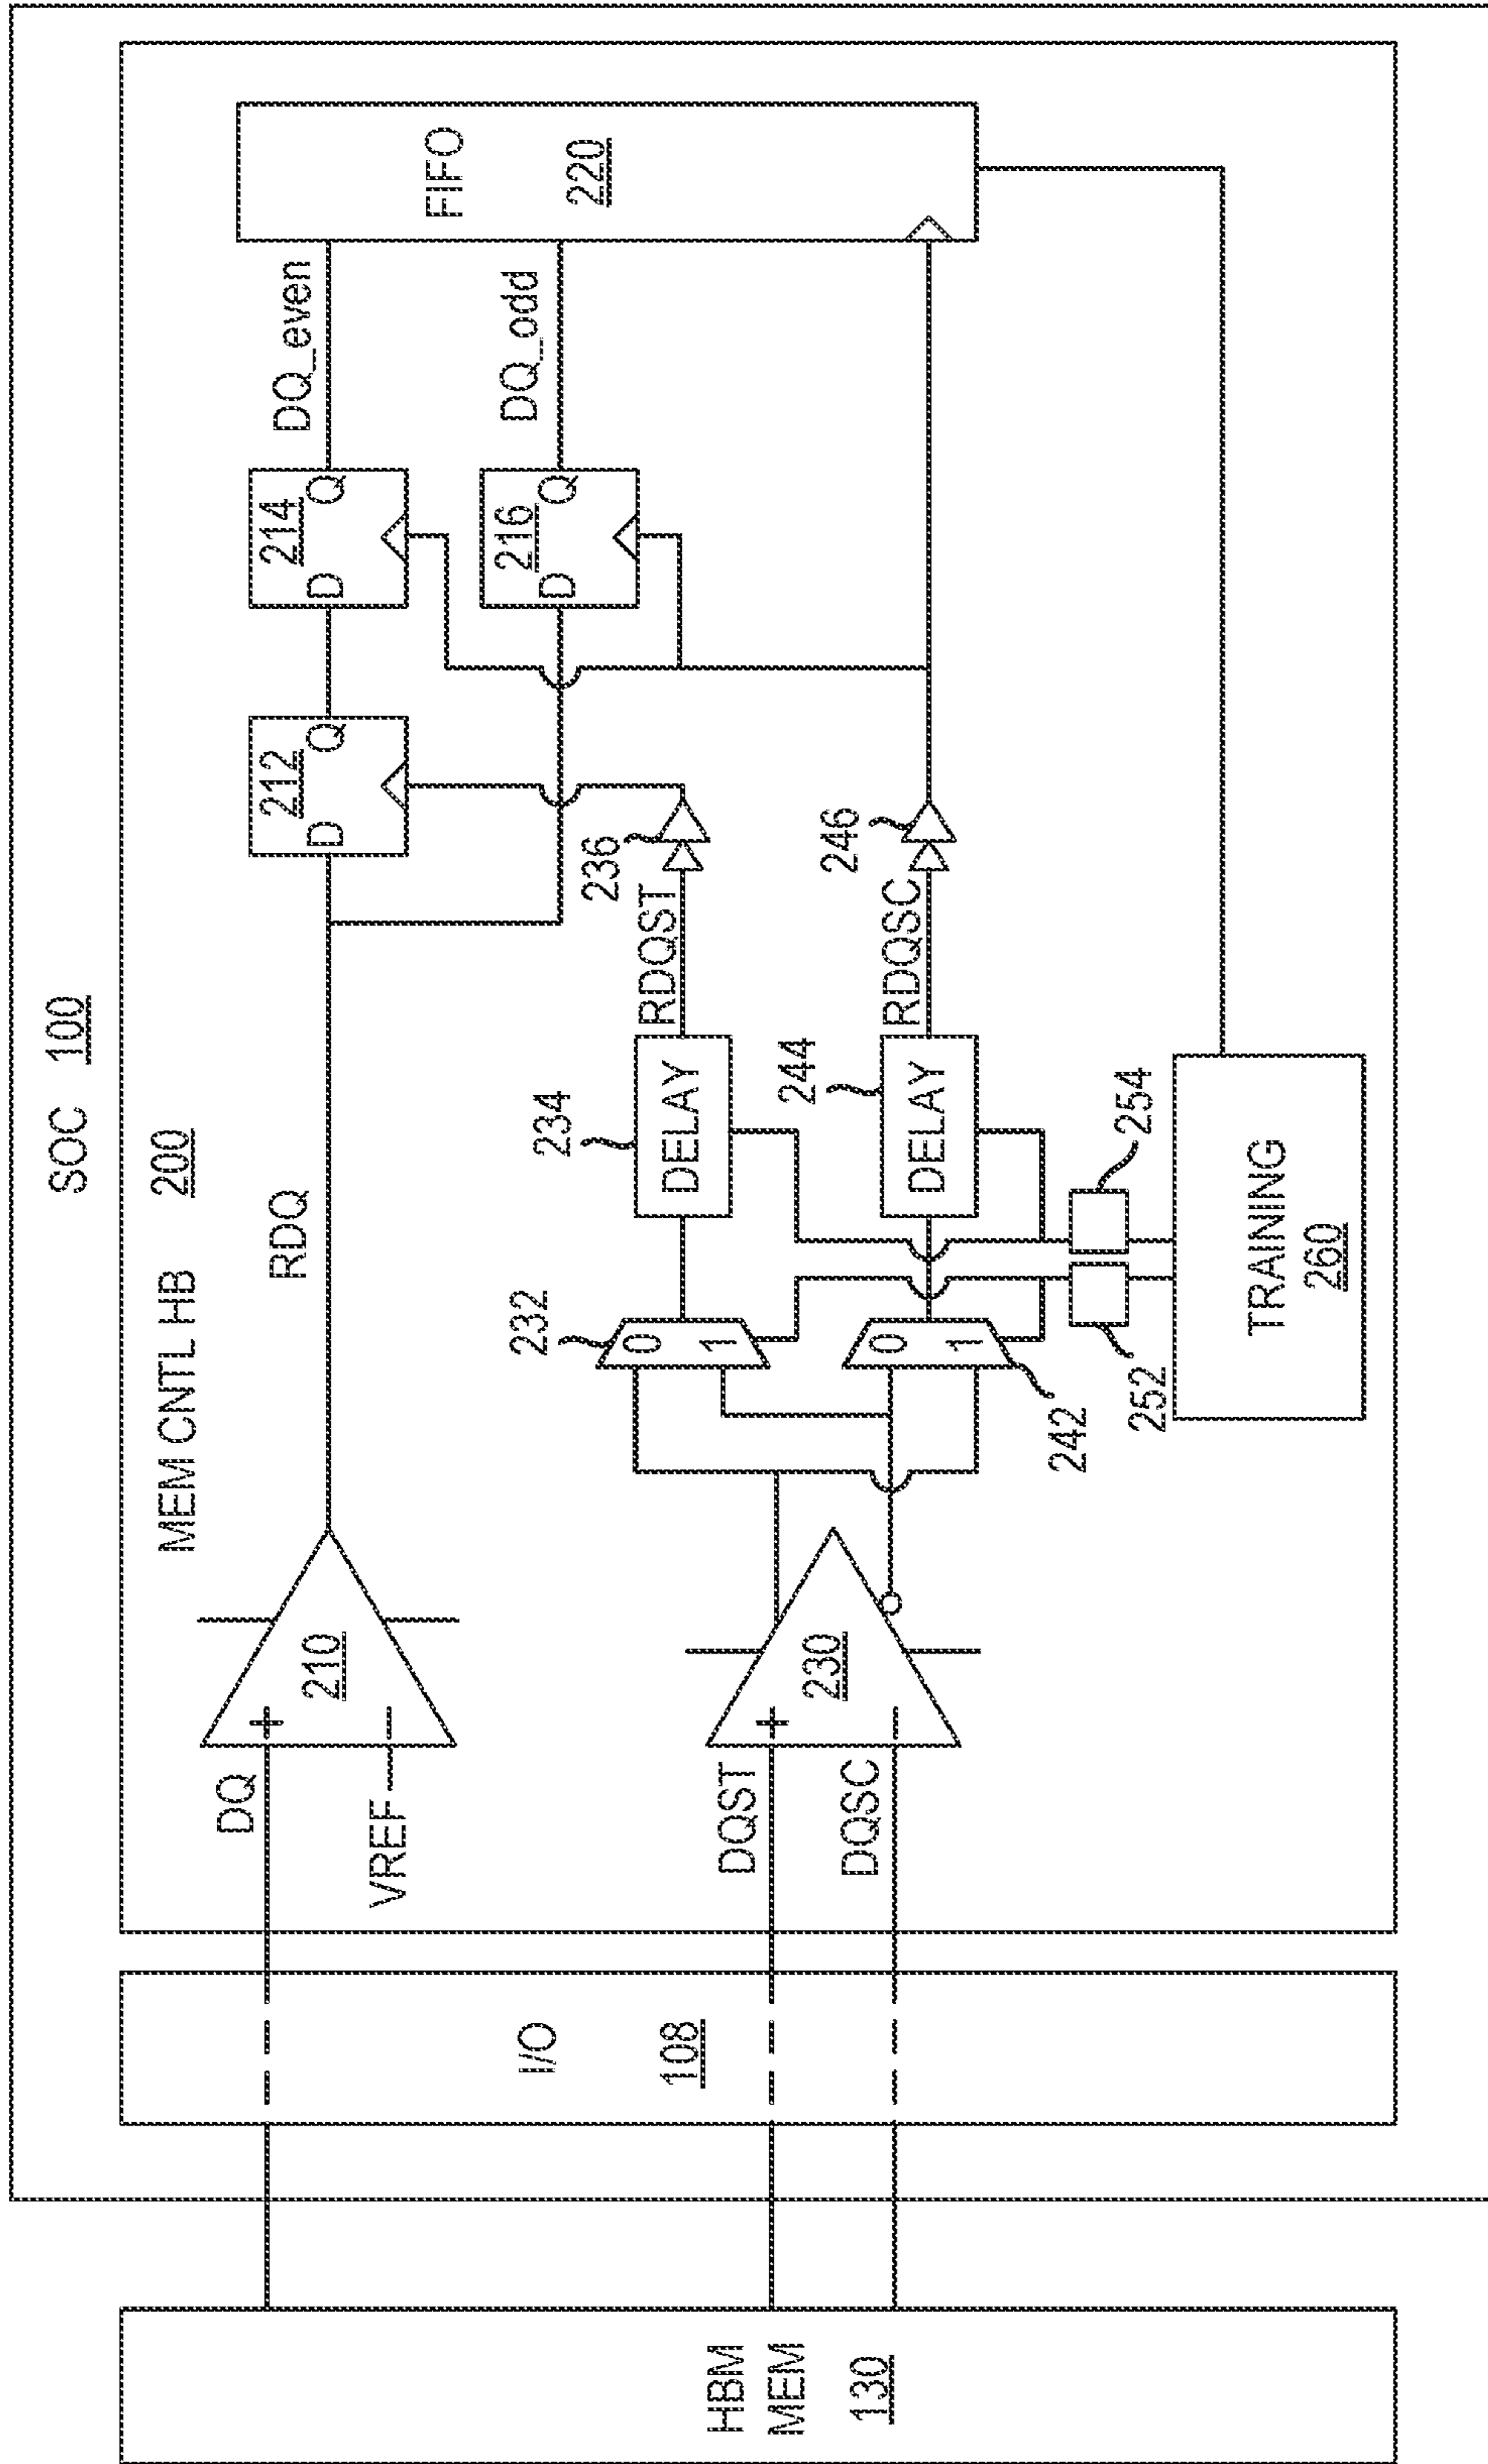 SOC 100
MEM CNTL HB 200
HBM
MEM
130
I/O
108
DQ
VREF
+
−
210
RDQ
D
212
Q
D
214
Q
DQ_even
D
216
Q
DQ_odd
FIFO
220
DQST
DQSC
+
−
230
232
0
1
234
DELAY
RDQST
236
0
1
242
244
DELAY
RDQSC
246
252
254
TRAINING
260